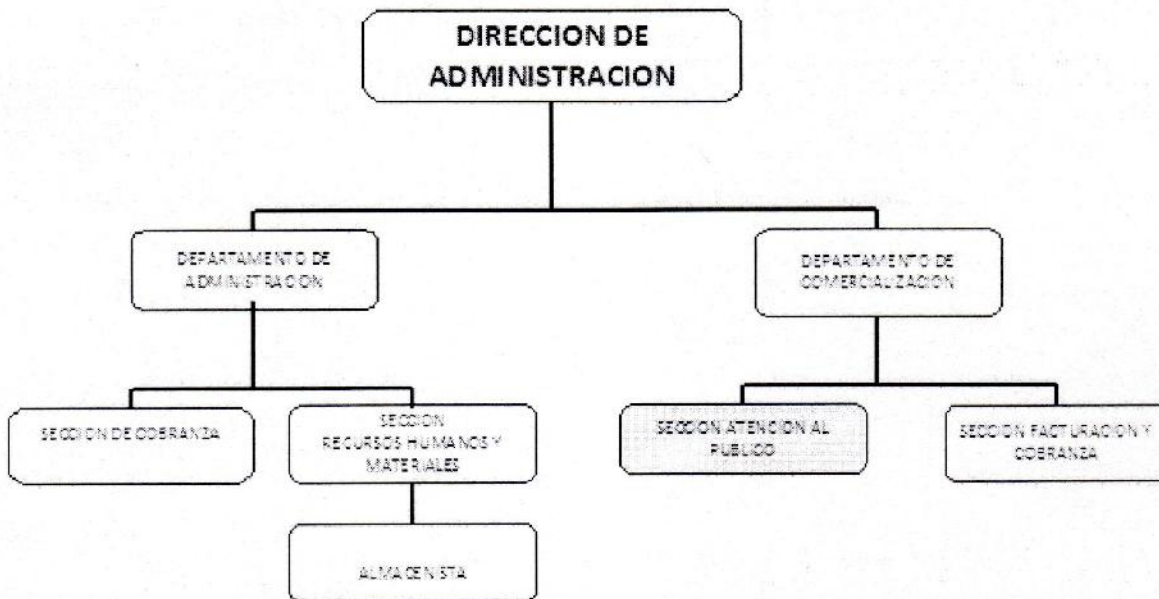 DIRECCION DE
ADMINISTRACION
DEPARTAMENTO DE
ADMINISTRACION
DEPARTAMENTO DE
COMERCIALIZACION
SECCION DE COBRANZA
SECCION
RECURSOS HUMANOS Y
MATERIALES
SECCION ATENCION AL
PUBLICO
SECCION FACTURACION Y
COBRANZA
ALMACENISTA